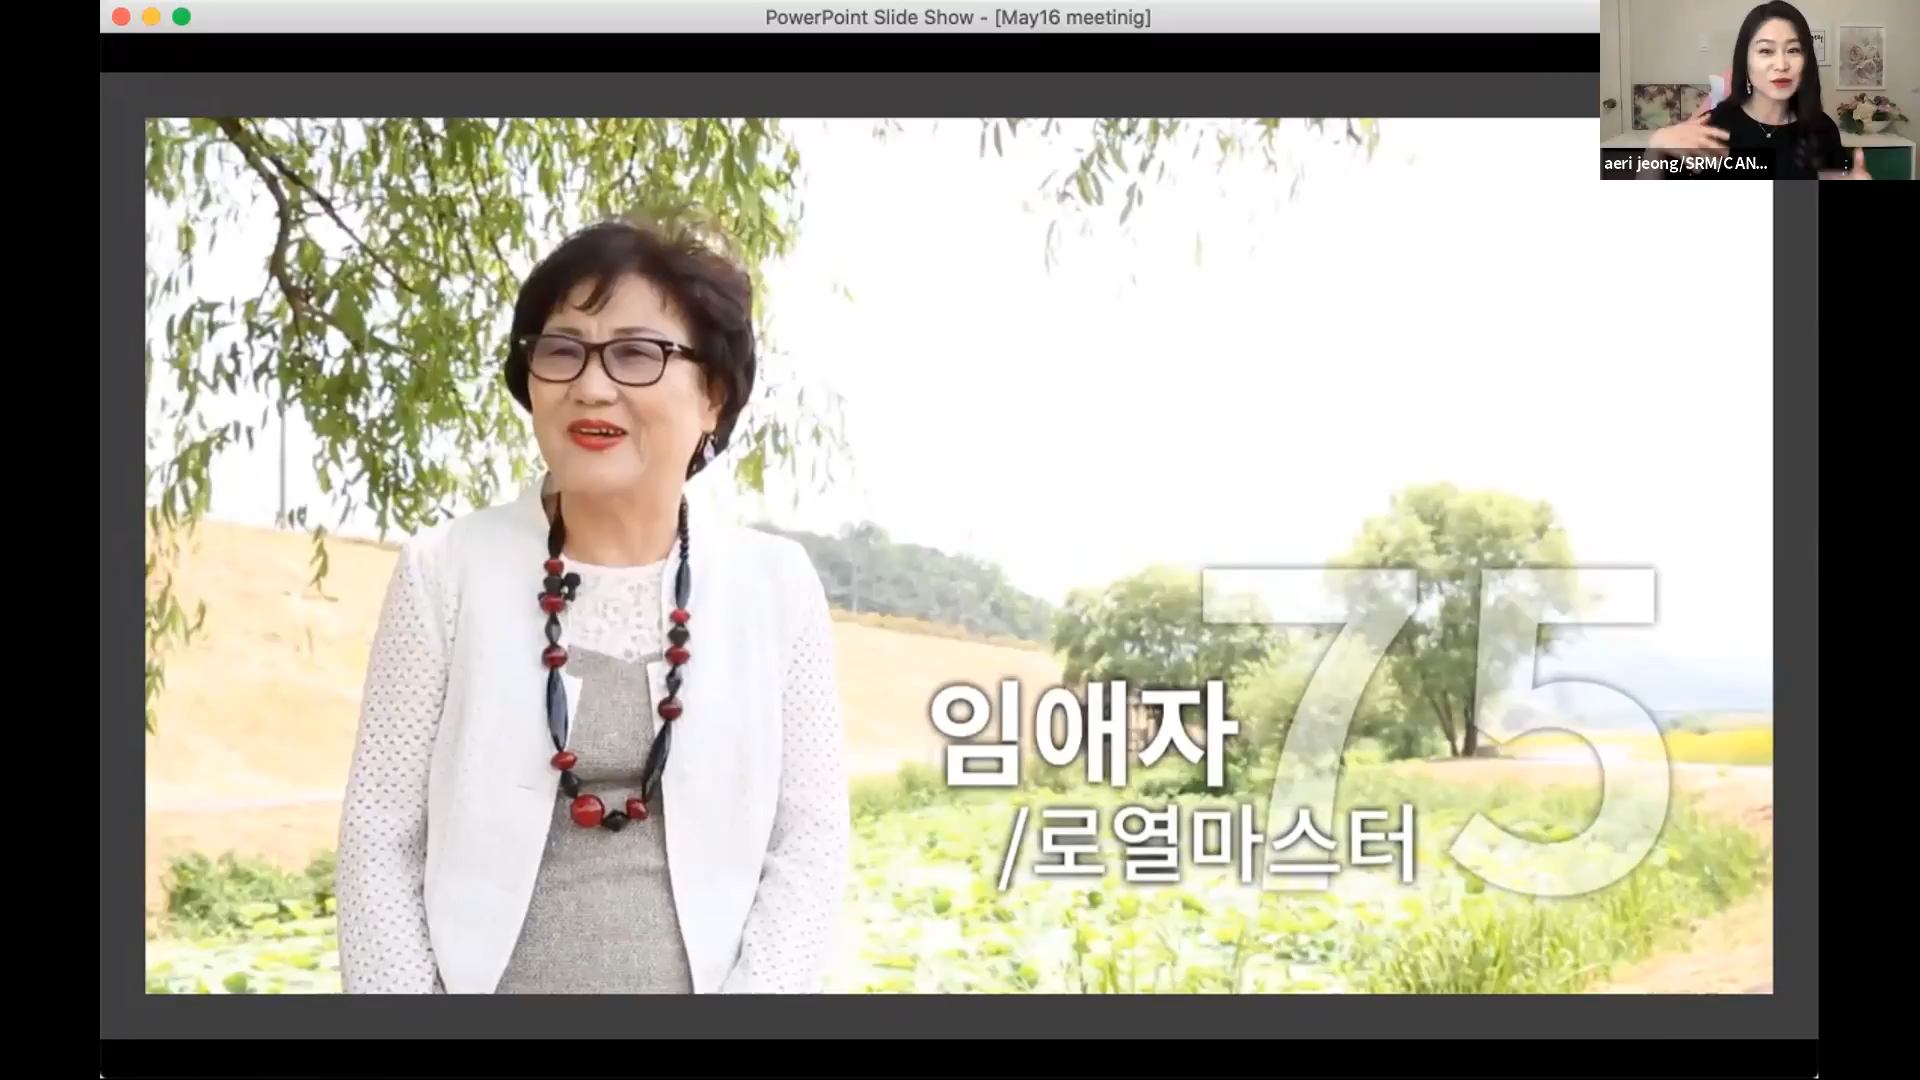 PowerPoint Slide Show - [May16 meetinig]
aeri jeong/SRM/CAN...
75
임애자
/로열마스터